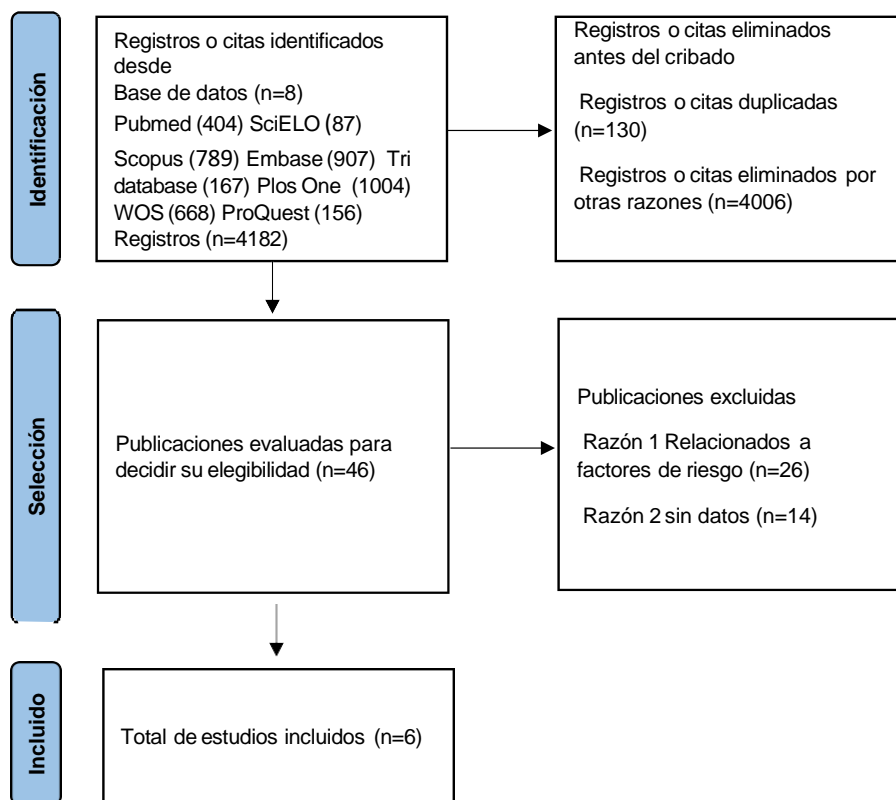 Identificación
Registros o citas identificados
desde
Base de datos (n=8)
Pubmed (404) SciELO (87)
Scopus (789) Embase (907) Tri
database (167) Plos One (1004)
WOS (668) ProQuest (156)
Registros (n=4182)
Registros o citas eliminados
antes del cribado
Registros o citas duplicadas
(n=130)
Registros o citas eliminados por
otras razones (n=4006)
Selección
Publicaciones evaluadas para
decidir su elegibilidad (n=46)
Publicaciones excluidas
Razón 1 Relacionados a
factores de riesgo (n=26)
Razón 2 sin datos (n=14)
Incluido
Total de estudios incluidos (n=6)